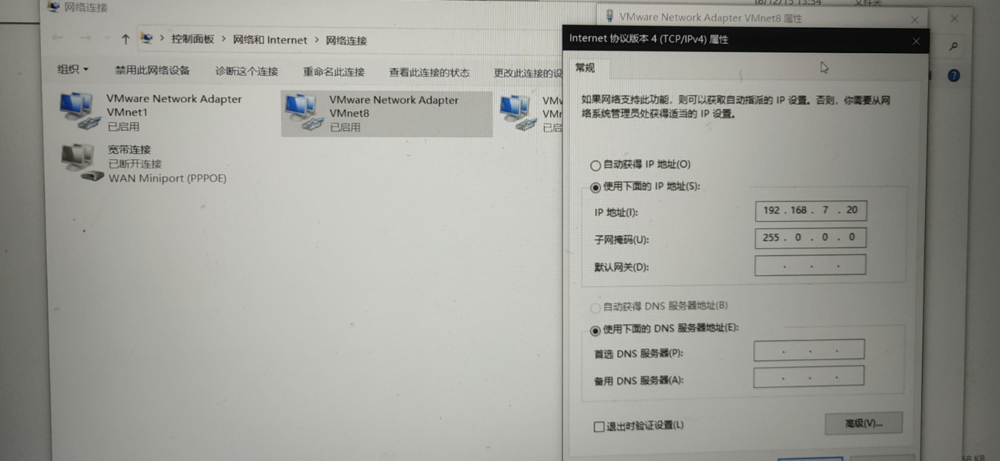 网络连接
控制面板 > 网络和 Internet > 网络连接
组织 禁用此网络设备 诊断这个连接 重命名此连接 查看此连接的状态 更改此连接的设
VMware Network Adapter
VMnet1
已启用
VMware Network Adapter
VMnet8
已启用
已启
宽带连接
已断开连接
WAN Miniport (PPPOE)
18/12/15 13:54 文件夹
VMware Network Adapter VMnet8 属性
Internet 协议版本 4 (TCP/IPv4) 属性
常规
如果网络支持此功能，则可以获取自动指派的 IP 设置。否则，你需要从网
络系统管理员处获得适当的 IP 设置。
自动获得 IP 地址(O)
使用下面的 IP 地址(S):
IP 地址(I): 192 . 168 . 7 . 20
子网掩码(U): 255 . 0 . 0 . 0
默认网关(D): . . .
自动获得 DNS 服务器地址(B)
使用下面的 DNS 服务器地址(E):
首选 DNS 服务器(P): . . .
备用 DNS 服务器(A): . . .
退出时验证设置(L)
高级(V)...
58 KB